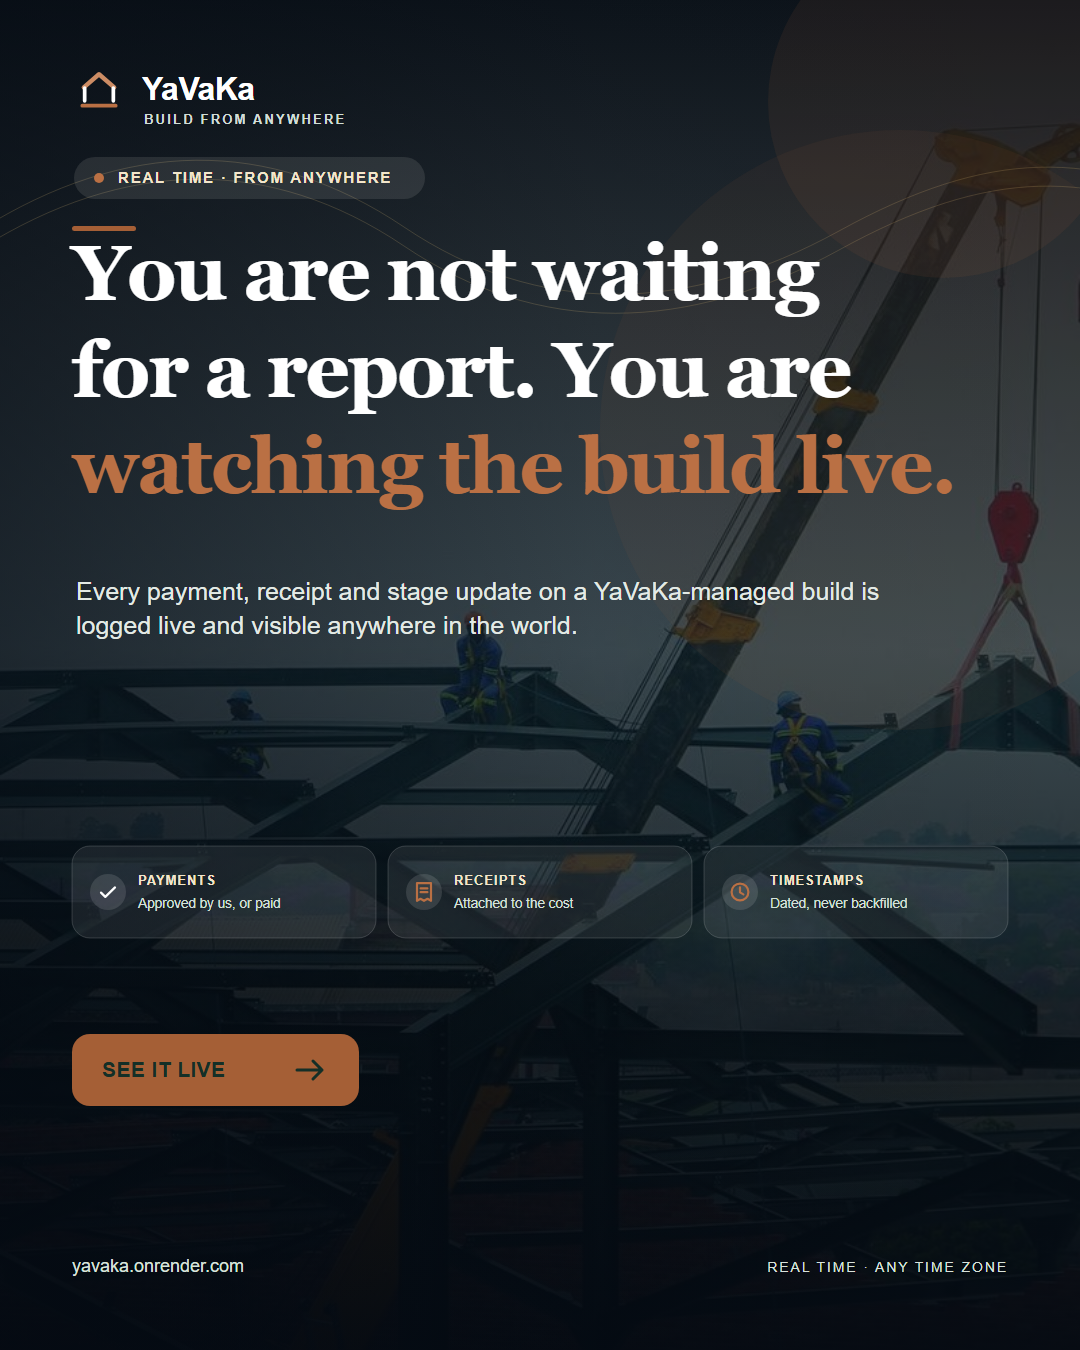 YaVaKa
BUILD FROM ANYWHERE
REAL TIME · FROM ANYWHERE
You are not waiting
for a report. You are
watching the build live.
Every payment, receipt and stage update on a YaVaKa-managed build is
logged live and visible anywhere in the world.
PAYMENTS
Approved by us, or paid
RECEIPTS
Attached to the cost
TIMESTAMPS
Dated, never backfilled
SEE IT LIVE
yavaka.onrender.com
REAL TIME · ANY TIME ZONE